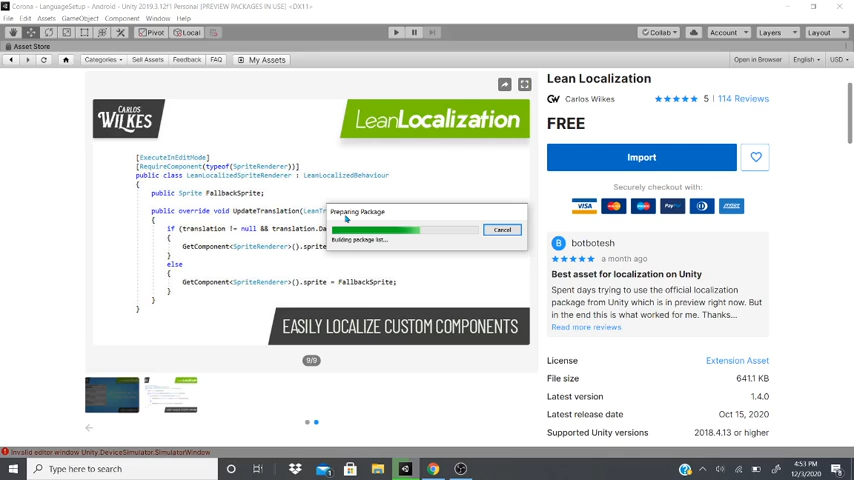 Corona - LanguageSetup - Android - Unity 2019.3.12f1 Personal [PREVIEW PACKAGES IN USE] <DX11>
File Edit Assets GameObject Component Window Help
Pivot Local Collab Account Layers Layout
Asset Store
Categories Sell Assets Feedback FAQ My Assets Open in Browser English USD
CARLOS
WILKES
LeanLocalization
[ExecuteInEditMode]
[RequireComponent(typeof(SpriteRenderer))]
public class LeanLocalizedSpriteRenderer : LeanLocalizedBehaviour
{
public Sprite FallbackSprite;
public override void UpdateTranslation(LeanTr
{
if (translation != null && translation.Da
{
GetComponent<SpriteRenderer>().sprite
}
else
{
GetComponent<SpriteRenderer>().sprite = FallbackSprite;
}
}
}
EASILY LOCALIZE CUSTOM COMPONENTS
9/9
Preparing Package
Cancel
Building package list...
Lean Localization
CW Carlos Wilkes 5 | 114 Reviews
FREE
Import
Securely checkout with:
VISA PayPal AMEX
B botbotesh
a month ago
Best asset for localization on Unity
Spent days trying to use the official localization
package from Unity which is in preview right now. But
in the end this is what worked for me. Thanks...
Read more reviews
License Extension Asset
File size 641.1 KB
Latest version 1.4.0
Latest release date Oct 15, 2020
Supported Unity versions 2018.4.13 or higher
Invalid editor window Unity.DeviceSimulator.SimulatorWindow
Type here to search
4:53 PM
12/3/2020